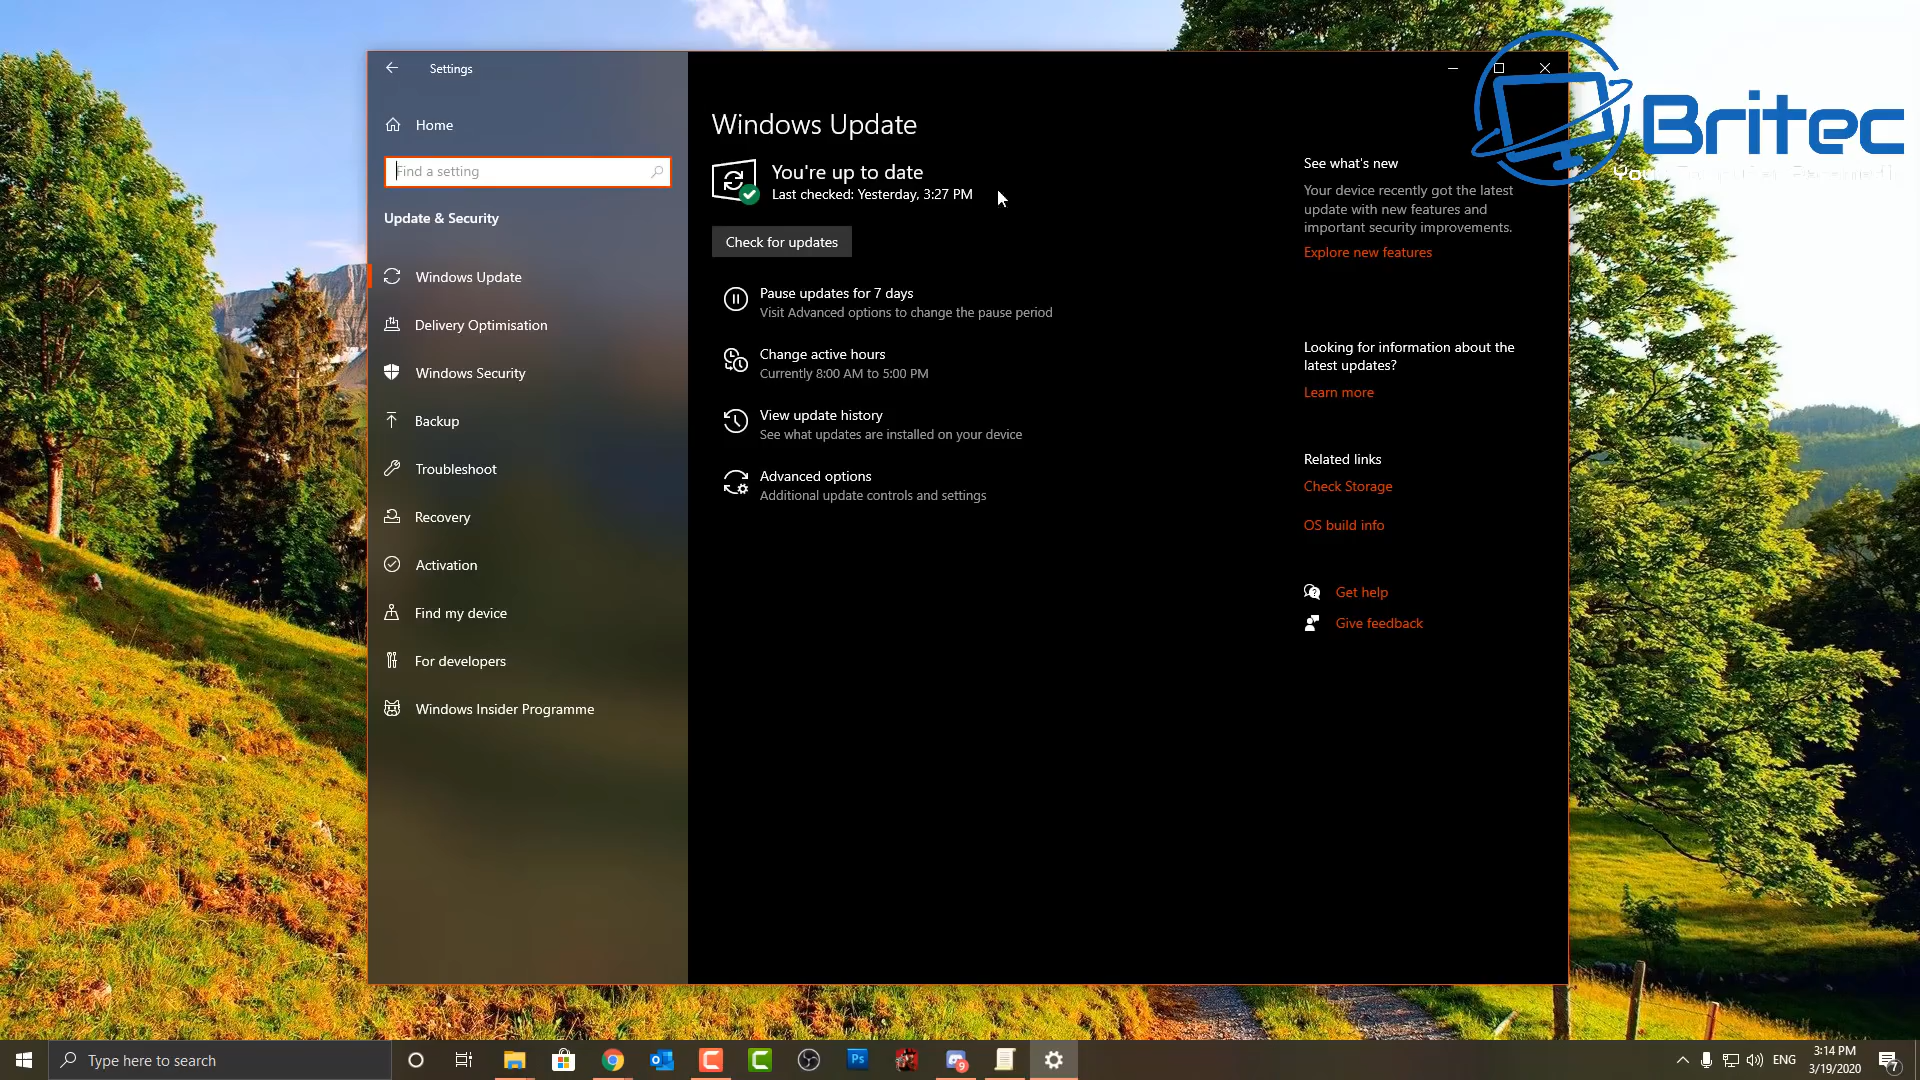 Settings
Home
Find a setting
Update & Security
Windows Update
Delivery Optimisation
Windows Security
Backup
Troubleshoot
Recovery
Activation
Find my device
For developers
Windows Insider Programme
Windows Update
You're up to date
Last checked: Yesterday, 3:27 PM
Check for updates
Pause updates for 7 days
Visit Advanced options to change the pause period
Change active hours
Currently 8:00 AM to 5:00 PM
View update history
See what updates are installed on your device
Advanced options
Additional update controls and settings
See what's new
Your device recently got the latest
update with new features and
important security improvements.
Explore new features
Looking for information about the
latest updates?
Learn more
Related links
Check Storage
OS build info
Get help
Give feedback
Britec
Type here to search
Ps
9
ENG
3:14 PM
3/19/2020
7